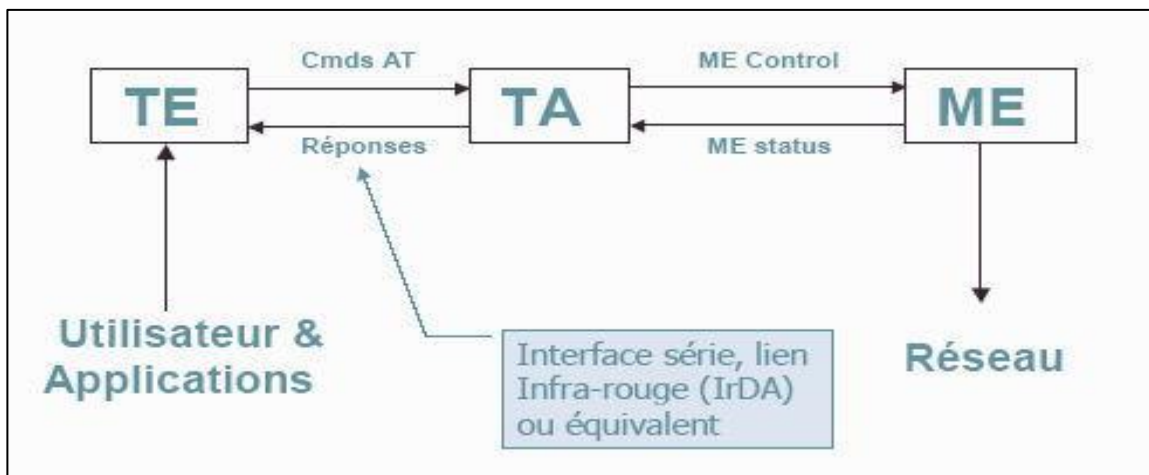 Cmds AT
ME Control
TE
TA
ME
Réponses
ME status
Utilisateur &
Applications
Interface série, lien
Infra-rouge (IrDA)
ou équivalent
Réseau